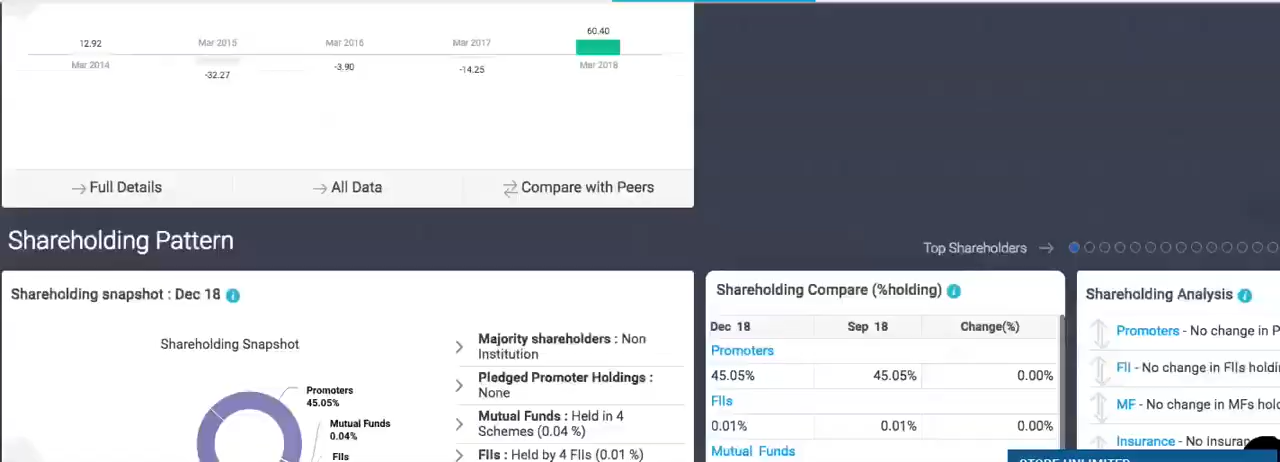 60.40
12.92
Mar 2015
Mar 2016
Mar 2017
Mar 2014
-32.27
-3.90
-14.25
Mar 2018
Full Details
All Data
Compare with Peers
Shareholding Pattern
Top Shareholders
Shareholding snapshot : Dec 18
Shareholding Snapshot
Promoters
45.05%
Mutual Funds
0.04%
FIIs
Majority shareholders : Non
Institution
Pledged Promoter Holdings :
None
Mutual Funds : Held in 4
Schemes (0.04 %)
FIIs : Held by 4 FIIs (0.01 %)
Shareholding Compare (%holding)
Dec 18 Sep 18 Change(%)
Promoters
45.05% 45.05% 0.00%
FIIs
0.01% 0.01% 0.00%
Mutual Funds
Shareholding Analysis
Promoters - No change in P
FII - No change in FIIs holdi
MF - No change in MFs hol
Insurance - No Insuran